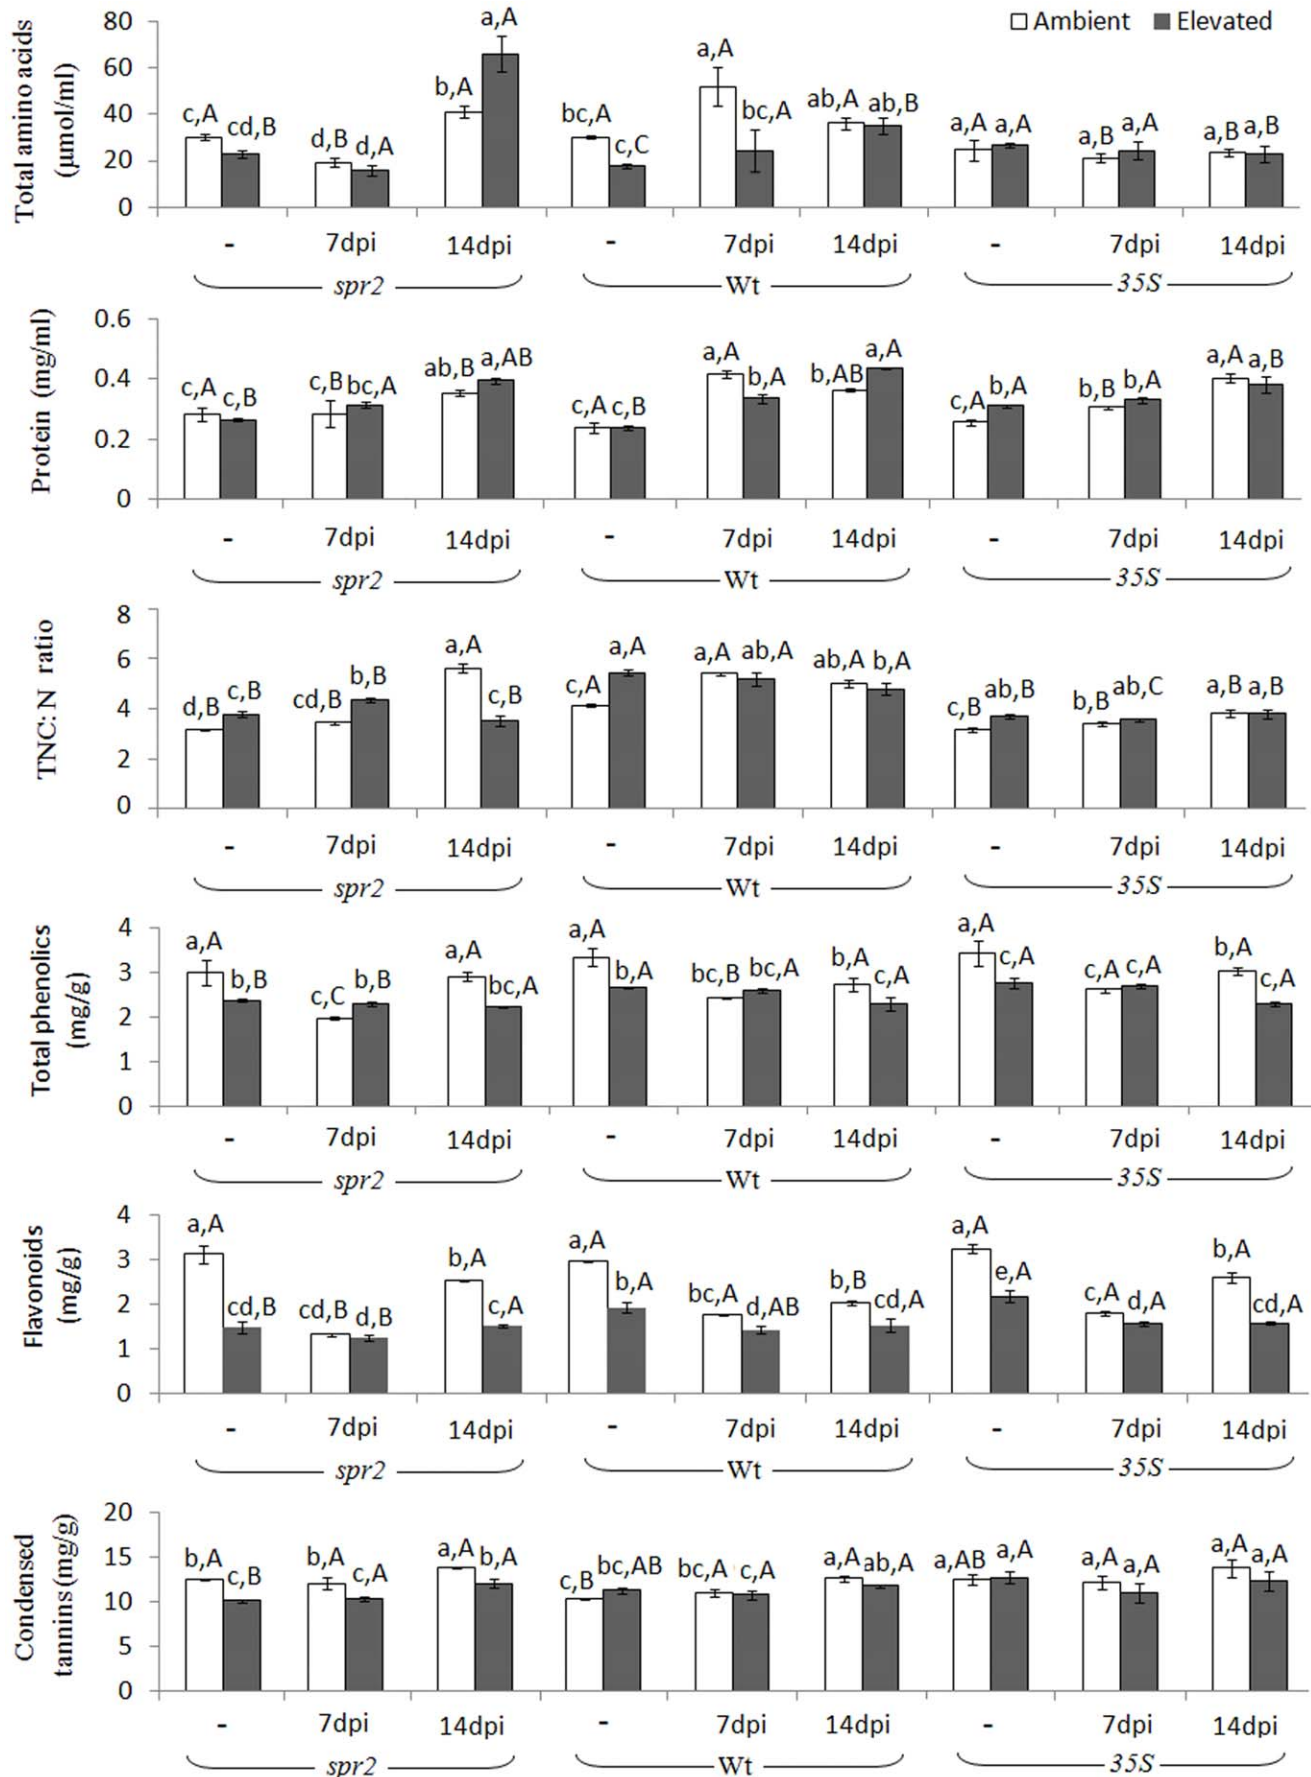 Ambient Elevated
Total amino acids
(µmol/ml)
80
60
40
20
0
c,A cd,B d,B d,A b,A a,A bc,A c,C a,A bc,A ab,A ab,B a,A a,A a,B a,A a,B a,B
- 7dpi 14dpi - 7dpi 14dpi - 7dpi 14dpi
spr2 Wt 35S
Protein (mg/ml)
0.6
0.4
0.2
0
c,A c,B c,B bc,A ab,B a,AB c,A c,B a,A b,A b,AB a,A c,A b,A b,B b,A a,A a,B
- 7dpi 14dpi - 7dpi 14dpi - 7dpi 14dpi
spr2 Wt 35S
TNC: N ratio
8
6
4
2
0
d,B c,B cd,B b,B a,A c,B c,A a,A a,A ab,A ab,A b,A c,B ab,B b,B ab,C a,B a,B
- 7dpi 14dpi - 7dpi 14dpi - 7dpi 14dpi
spr2 Wt 35S
Total phenolics
(mg/g)
4
3
2
1
0
a,A b,B c,C b,B a,A bc,A a,A b,A bc,B bc,A b,A c,A a,A c,A c,A c,A b,A c,A
- 7dpi 14dpi - 7dpi 14dpi - 7dpi 14dpi
spr2 Wt 35S
Flavonoids
(mg/g)
4
3
2
1
0
a,A cd,B cd,B d,B b,A c,A a,A b,A bc,A d,AB b,B cd,A a,A e,A c,A d,A b,A cd,A
- 7dpi 14dpi - 7dpi 14dpi - 7dpi 14dpi
spr2 Wt 35S
Condensed
tannins(mg/g)
20
15
10
5
0
b,A c,B b,A c,A a,A b,A c,B bc,AB bc,A c,A a,A ab,A a,AB a,A a,A a,A a,A a,A
- 7dpi 14dpi - 7dpi 14dpi - 7dpi 14dpi
spr2 Wt 35S